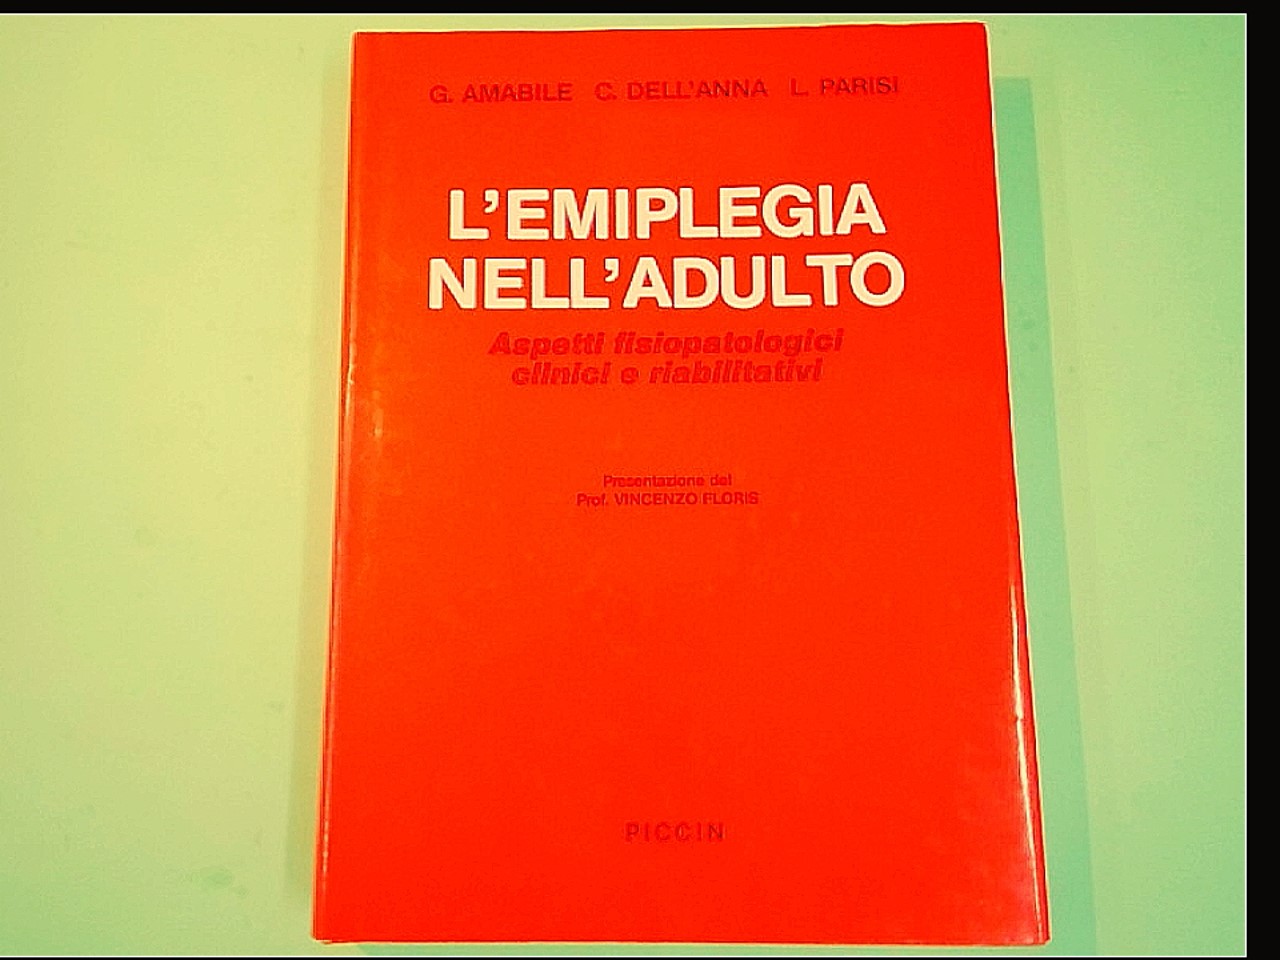 G. AMABILE C. DELL'ANNA L. PARISI
L'EMIPLEGIA
NELL'ADULTO
Aspetti fisiopatologici
clinici e riabilitativi
Presentazione del
Prof. VINCENZO FLORIS
PICCIN